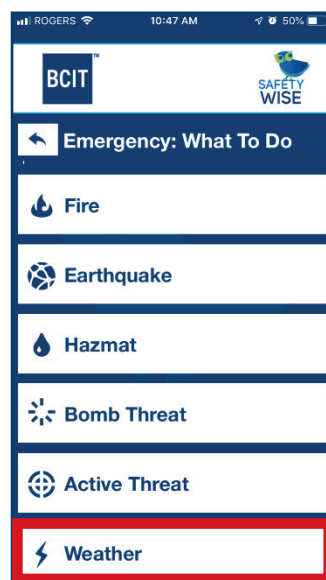 ROGERS 10:47 AM 50%
BCIT™
SAFETY
WISE
Emergency: What To Do
Fire
Earthquake
Hazmat
Bomb Threat
Active Threat
Weather